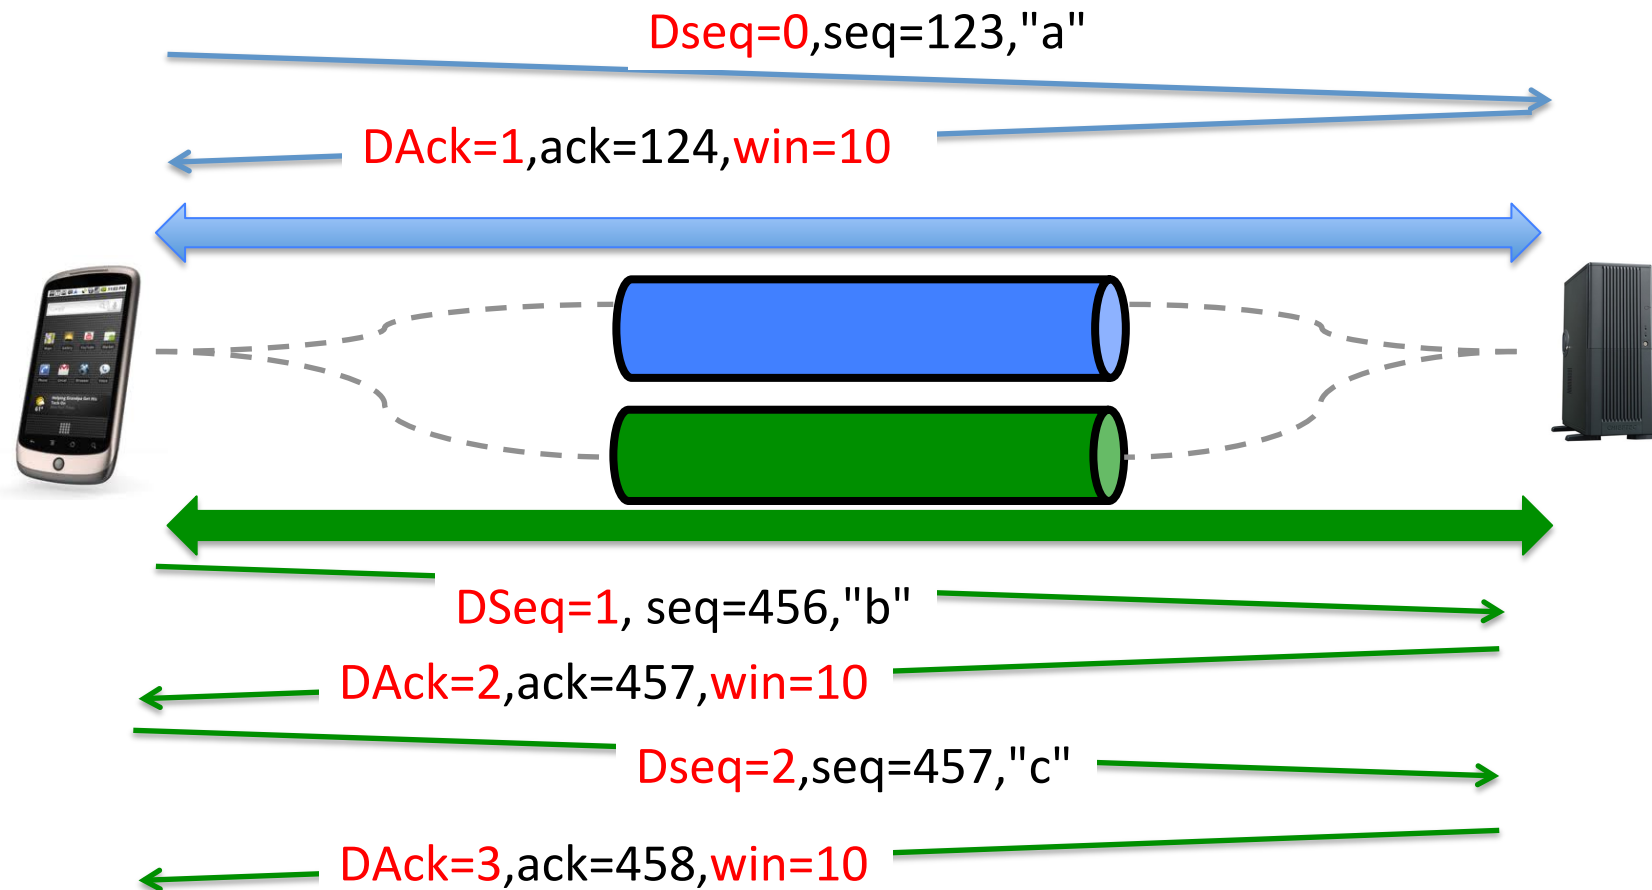 Dseq=0,seq=123,"a"
DAck=1,ack=124,win=10
DSeq=1, seq=456,"b"
DAck=2,ack=457,win=10
Dseq=2,seq=457,"c"
DAck=3,ack=458,win=10